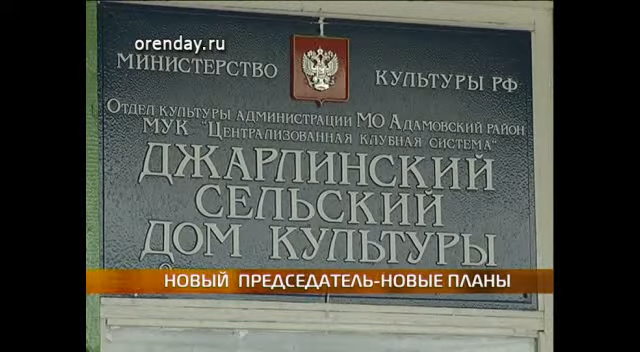 orenday.ru
МИНИСТЕРСТВО КУЛЬТУРЫ РФ
ОТДЕЛ КУЛЬТУРЫ АДМИНИСТРАЦИИ МО АДАМОВСКИЙ РАЙОН
МУК "ЦЕНТРАЛИЗОВАННАЯ КЛУБНАЯ СИСТЕМА"
ДЖАРЛИНСКИЙ
СЕЛЬСКИЙ
ДОМ КУЛЬТУРЫ
НОВЫЙ ПРЕДСЕДАТЕЛЬ-НОВЫЕ ПЛАНЫ